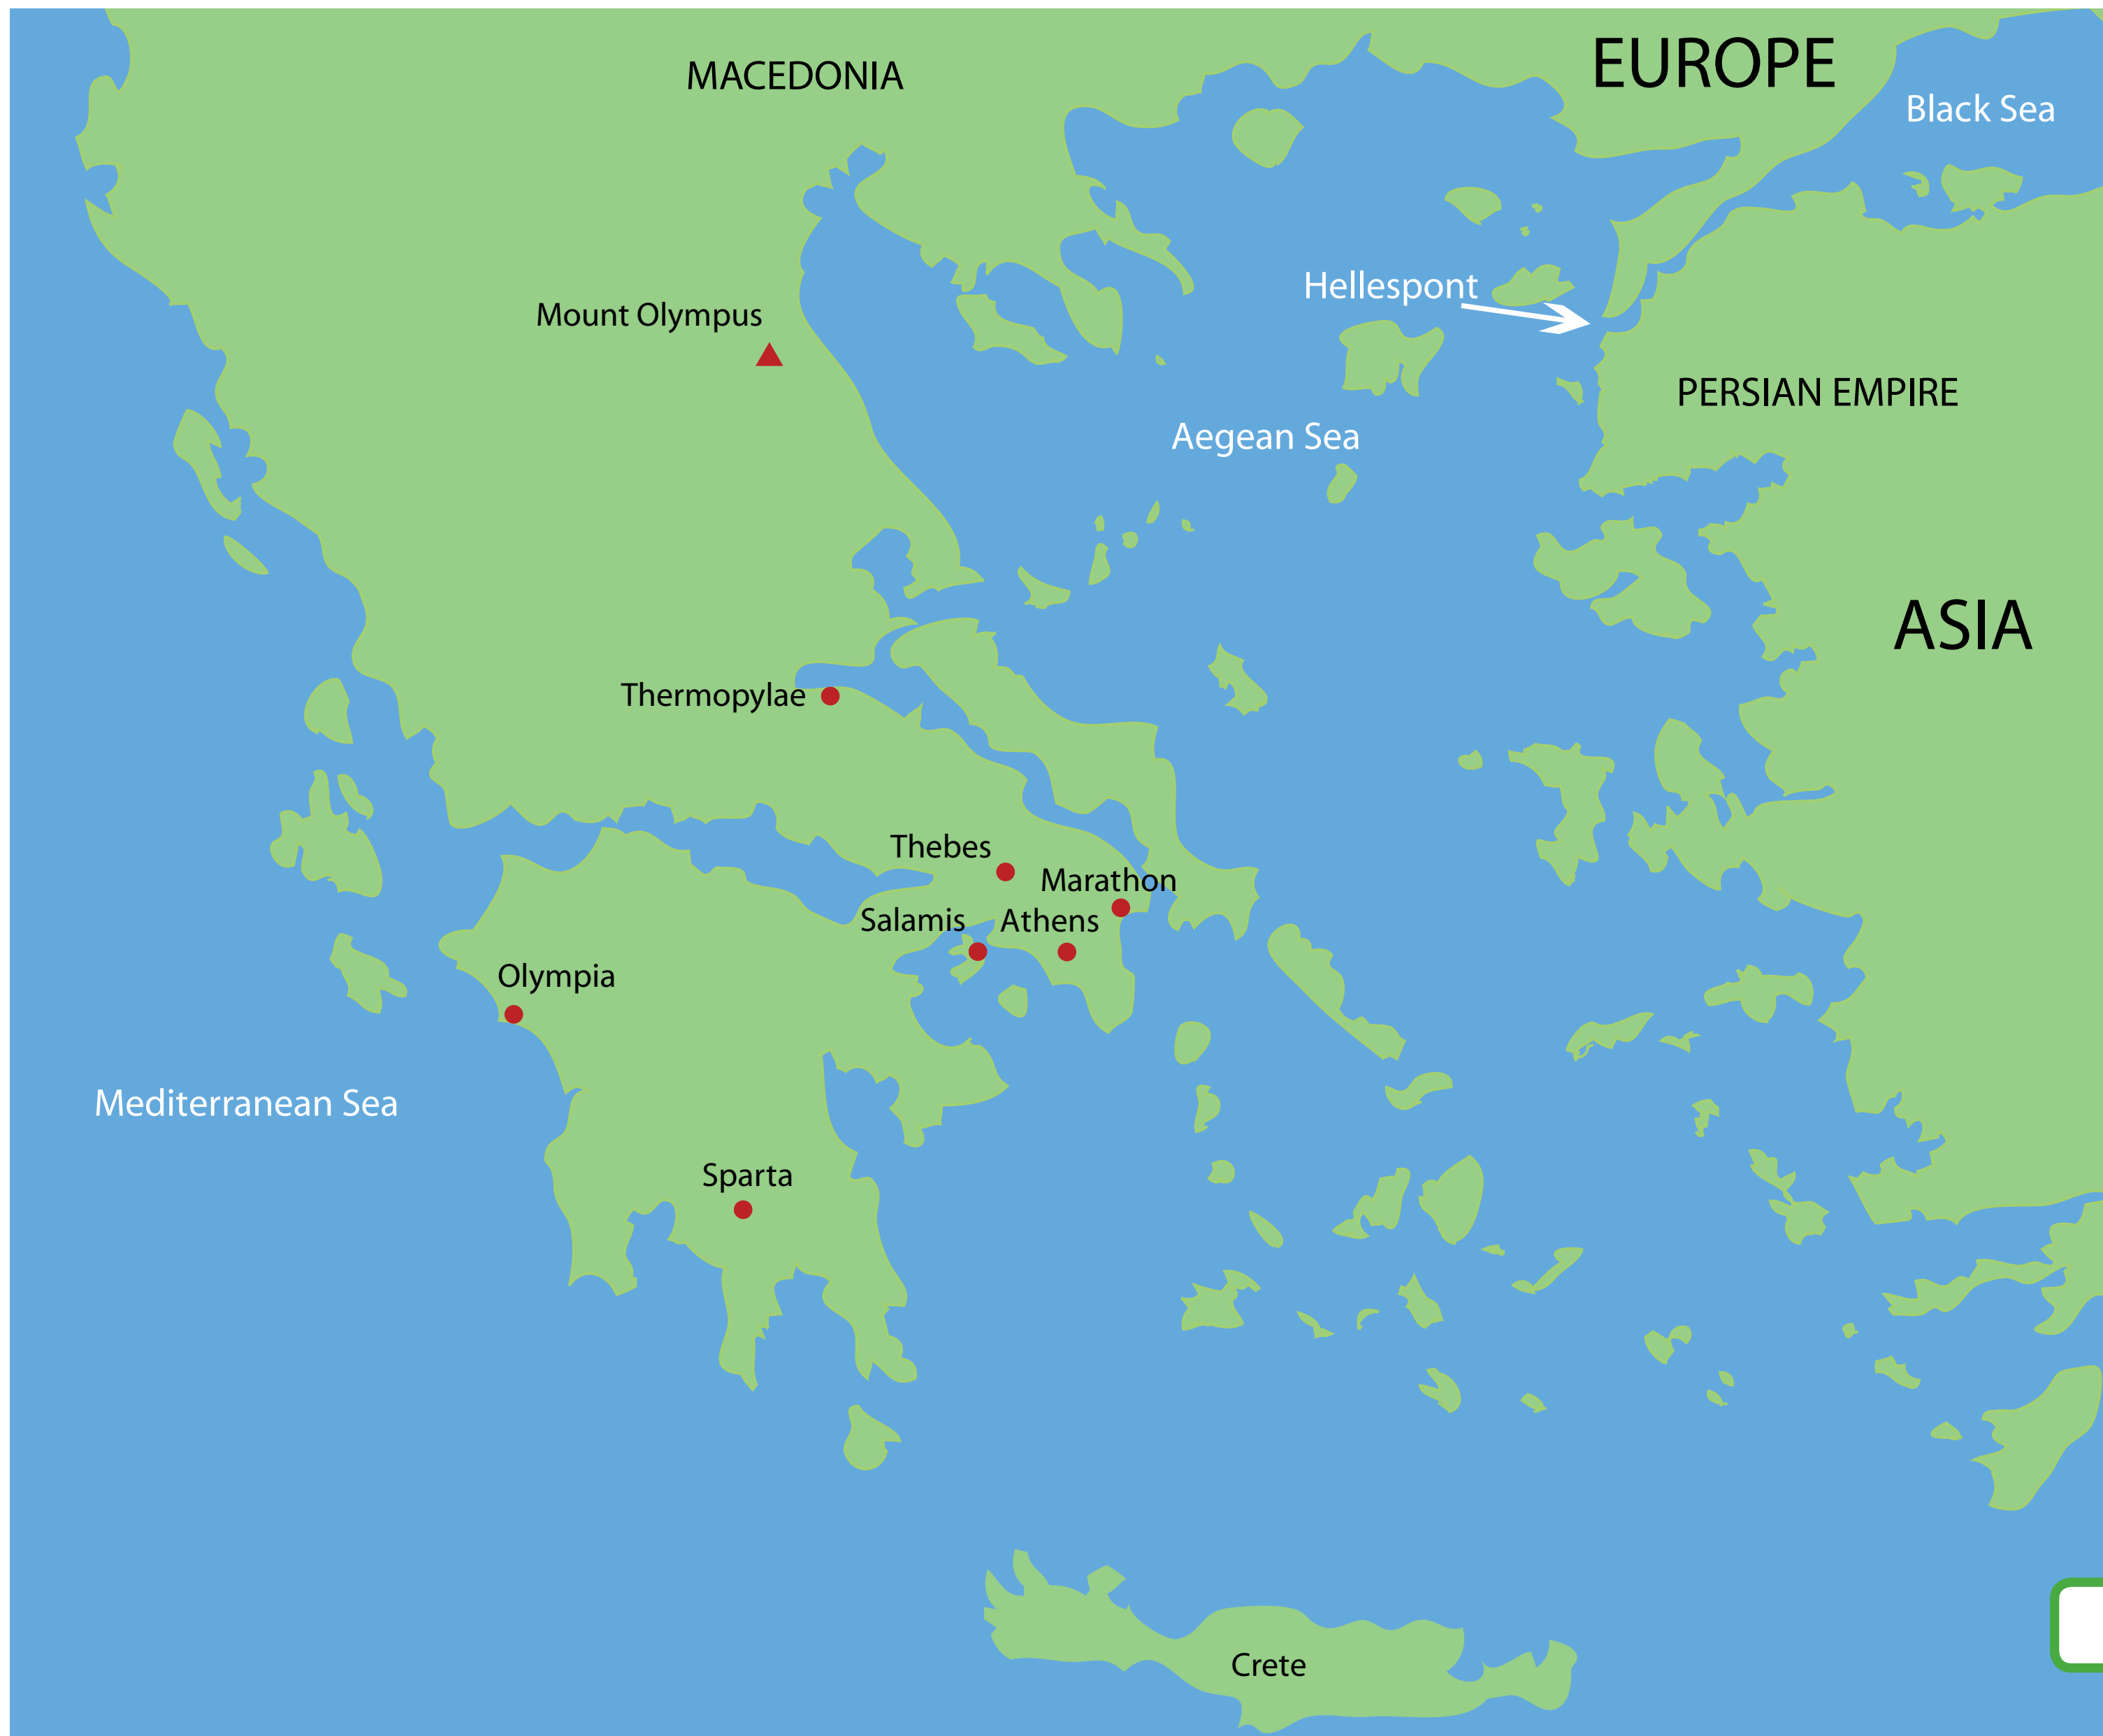 EUROPE
MACEDONIA
Black Sea
Hellespont
Mount Olympus
PERSIAN EMPIRE
Aegean Sea
ASIA
Thermopylae
Thebes
Marathon
Salamis
Athens
Olympia
Mediterranean Sea
Sparta
Crete